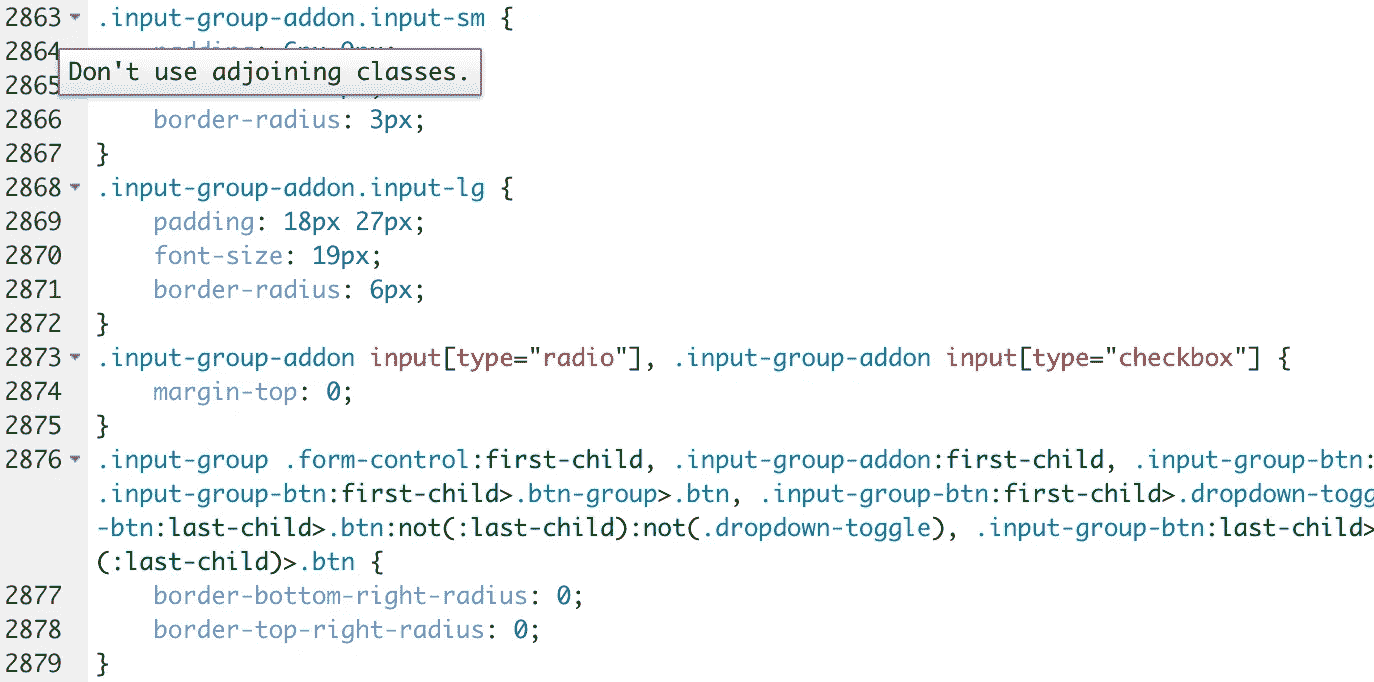 2863 .input-group-addon.input-sm {
2864
Don't use adjoining classes.
2865
2866 border-radius: 3px;
2867 }
2868 .input-group-addon.input-lg {
2869 padding: 18px 27px;
2870 font-size: 19px;
2871 border-radius: 6px;
2872 }
2873 .input-group-addon input[type="radio"], .input-group-addon input[type="checkbox"] {
2874 margin-top: 0;
2875 }
2876 .input-group .form-control:first-child, .input-group-addon:first-child, .input-group-btn:
.input-group-btn:first-child>.btn-group>.btn, .input-group-btn:first-child>.dropdown-togg
-btn:last-child>.btn:not(:last-child):not(.dropdown-toggle), .input-group-btn:last-child>
(:last-child)>.btn {
2877 border-bottom-right-radius: 0;
2878 border-top-right-radius: 0;
2879 }